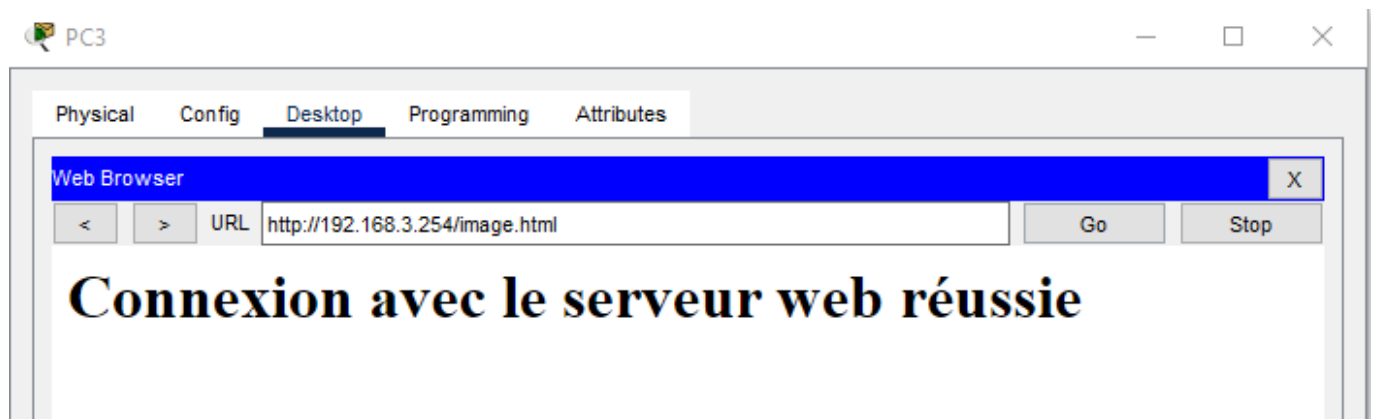 PC3
Physical Config Desktop Programming Attributes
Web Browser X
< > URL http://192.168.3.254/image.html Go Stop
Connexion avec le serveur web réussie